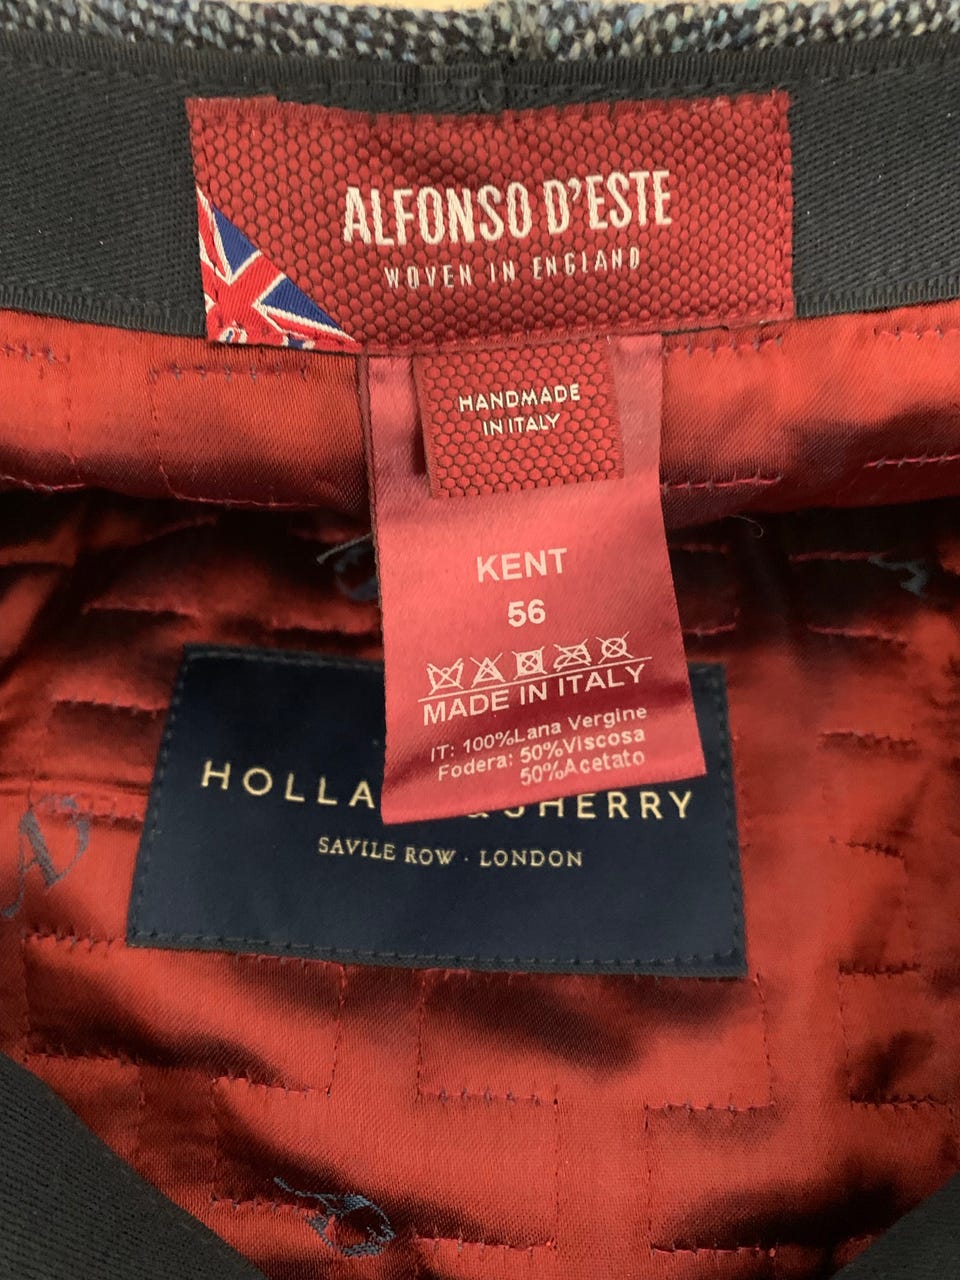 ALFONSO D'ESTE
WOVEN IN ENGLAND
HANDMADE
IN ITALY
KENT
56
MADE IN ITALY
IT: 100%Lana Vergine
Fodera: 50%Viscosa
50%Acetato
SHERRY
SAVILE ROW · LONDON